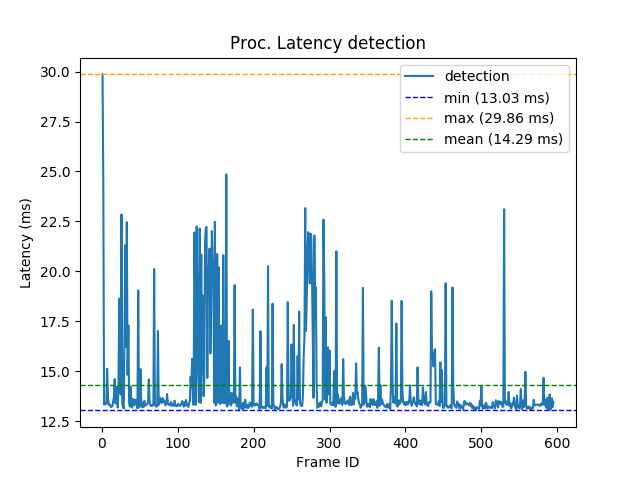 Proc. Latency detection
30.0
27.5
25.0
22.5
20.0
17.5
15.0
12.5
Latency (ms)
detection
min (13.03 ms)
max (29.86 ms)
mean (14.29 ms)
0 100 200 300 400 500 600
Frame ID